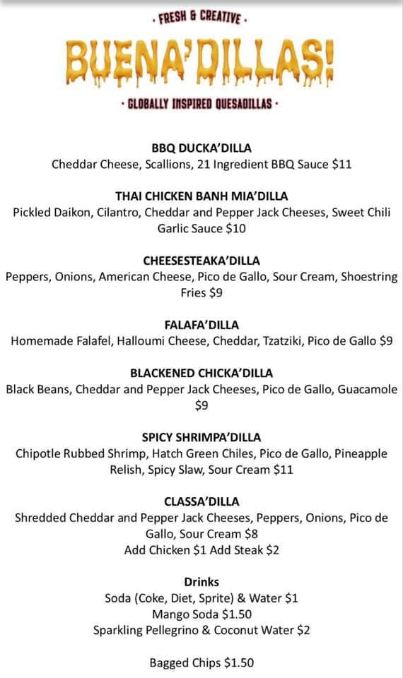 · FRESH & CREATIVE ·
BUENA'DILLAS!
· GLOBALLY INSPIRED QUESADILLAS ·
BBQ DUCKA'DILLA
Cheddar Cheese, Scallions, 21 Ingredient BBQ Sauce $11
THAI CHICKEN BANH MIA'DILLA
Pickled Daikon, Cilantro, Cheddar and Pepper Jack Cheeses, Sweet Chili
Garlic Sauce $10
CHEESESTEAKA'DILLA
Peppers, Onions, American Cheese, Pico de Gallo, Sour Cream, Shoestring
Fries $9
FALAFA'DILLA
Homemade Falafel, Halloumi Cheese, Cheddar, Tzatziki, Pico de Gallo $9
BLACKENED CHICKA'DILLA
Black Beans, Cheddar and Pepper Jack Cheeses, Pico de Gallo, Guacamole
$9
SPICY SHRIMPA'DILLA
Chipotle Rubbed Shrimp, Hatch Green Chiles, Pico de Gallo, Pineapple
Relish, Spicy Slaw, Sour Cream $11
CLASSA'DILLA
Shredded Cheddar and Pepper Jack Cheeses, Peppers, Onions, Pico de
Gallo, Sour Cream $8
Add Chicken $1 Add Steak $2
Drinks
Soda (Coke, Diet, Sprite) & Water $1
Mango Soda $1.50
Sparkling Pellegrino & Coconut Water $2
Bagged Chips $1.50